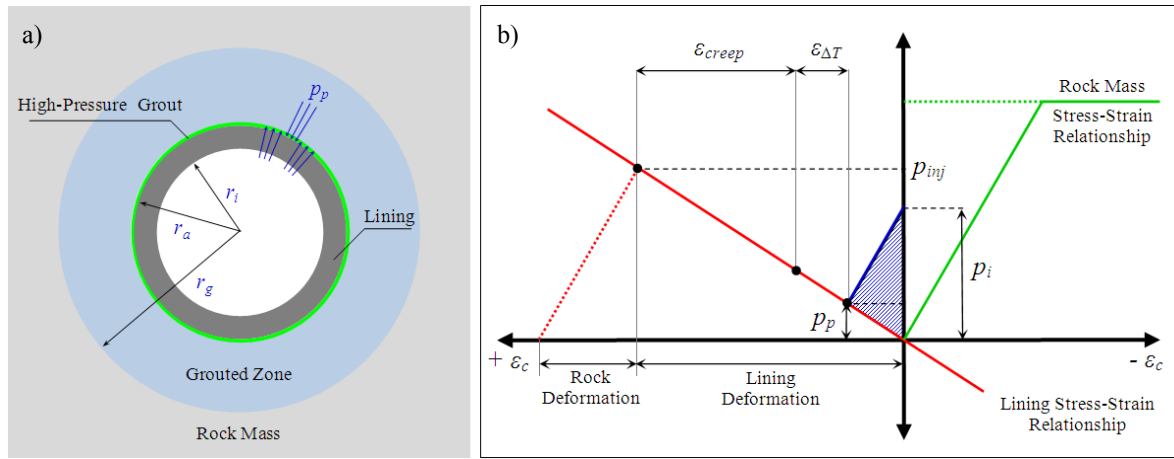 a)
High-Pressure Grout
p_p
r_i
r_a
Lining
r_g
Grouted Zone
Rock Mass
b)
ε_creep
ε_ΔT
Rock Mass
Stress-Strain
Relationship
p_inj
p_i
p_p
+ ε_c
- ε_c
Rock
Deformation
Lining
Deformation
Lining Stress-Strain
Relationship